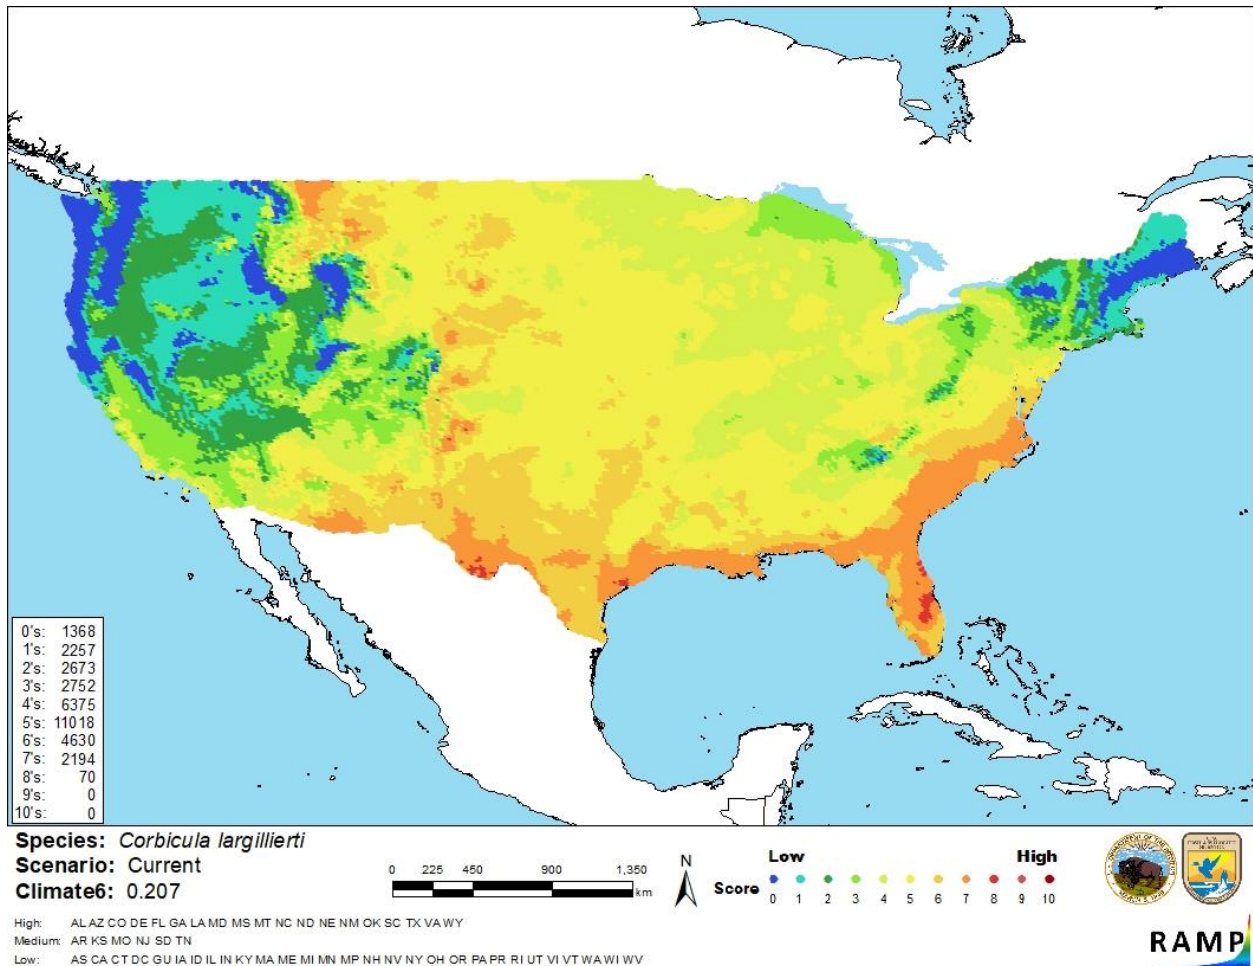 0's: 1368
1's: 2257
2's: 2673
3's: 2752
4's: 6375
5's: 11018
6's: 4630
7's: 2194
8's: 70
9's: 0
10's: 0
Species: Corbicula largillierti
Scenario: Current
Climate6: 0.207
0 225 450 900 1,350
km
N
Low High
Score 0 1 2 3 4 5 6 7 8 9 10
High: AL AZ CO DE FL GA LA MD MS MT NC ND NE NM OK SC TX VA WY
Medium: AR KS MO NJ SD TN
Low: AS CA CT DC GU IA ID IL IN KY MA ME MI MN MP NH NV NY OH OR PA PR RI UT VI VT WA WI WV
RAMP